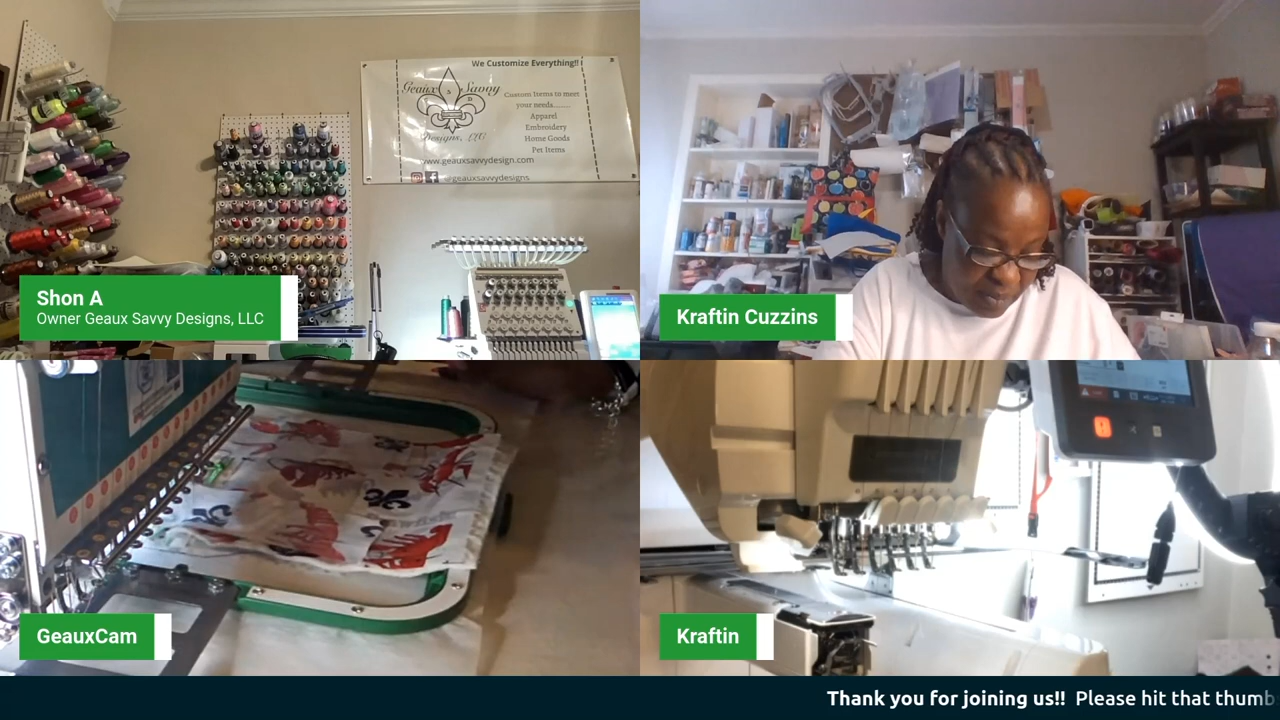 We Customize Everything!!
Geaux Savvy
Designs, LLC
Custom Items to meet
your needs.........
Apparel
Embroidery
Home Goods
Pet Items
www.geauxsavvydesign.com
geauxsavvydesigns
Shon A
Owner Geaux Savvy Designs, LLC
Kraftin Cuzzins
GeauxCam
Kraftin
Thank you for joining us!! Please hit that thumb